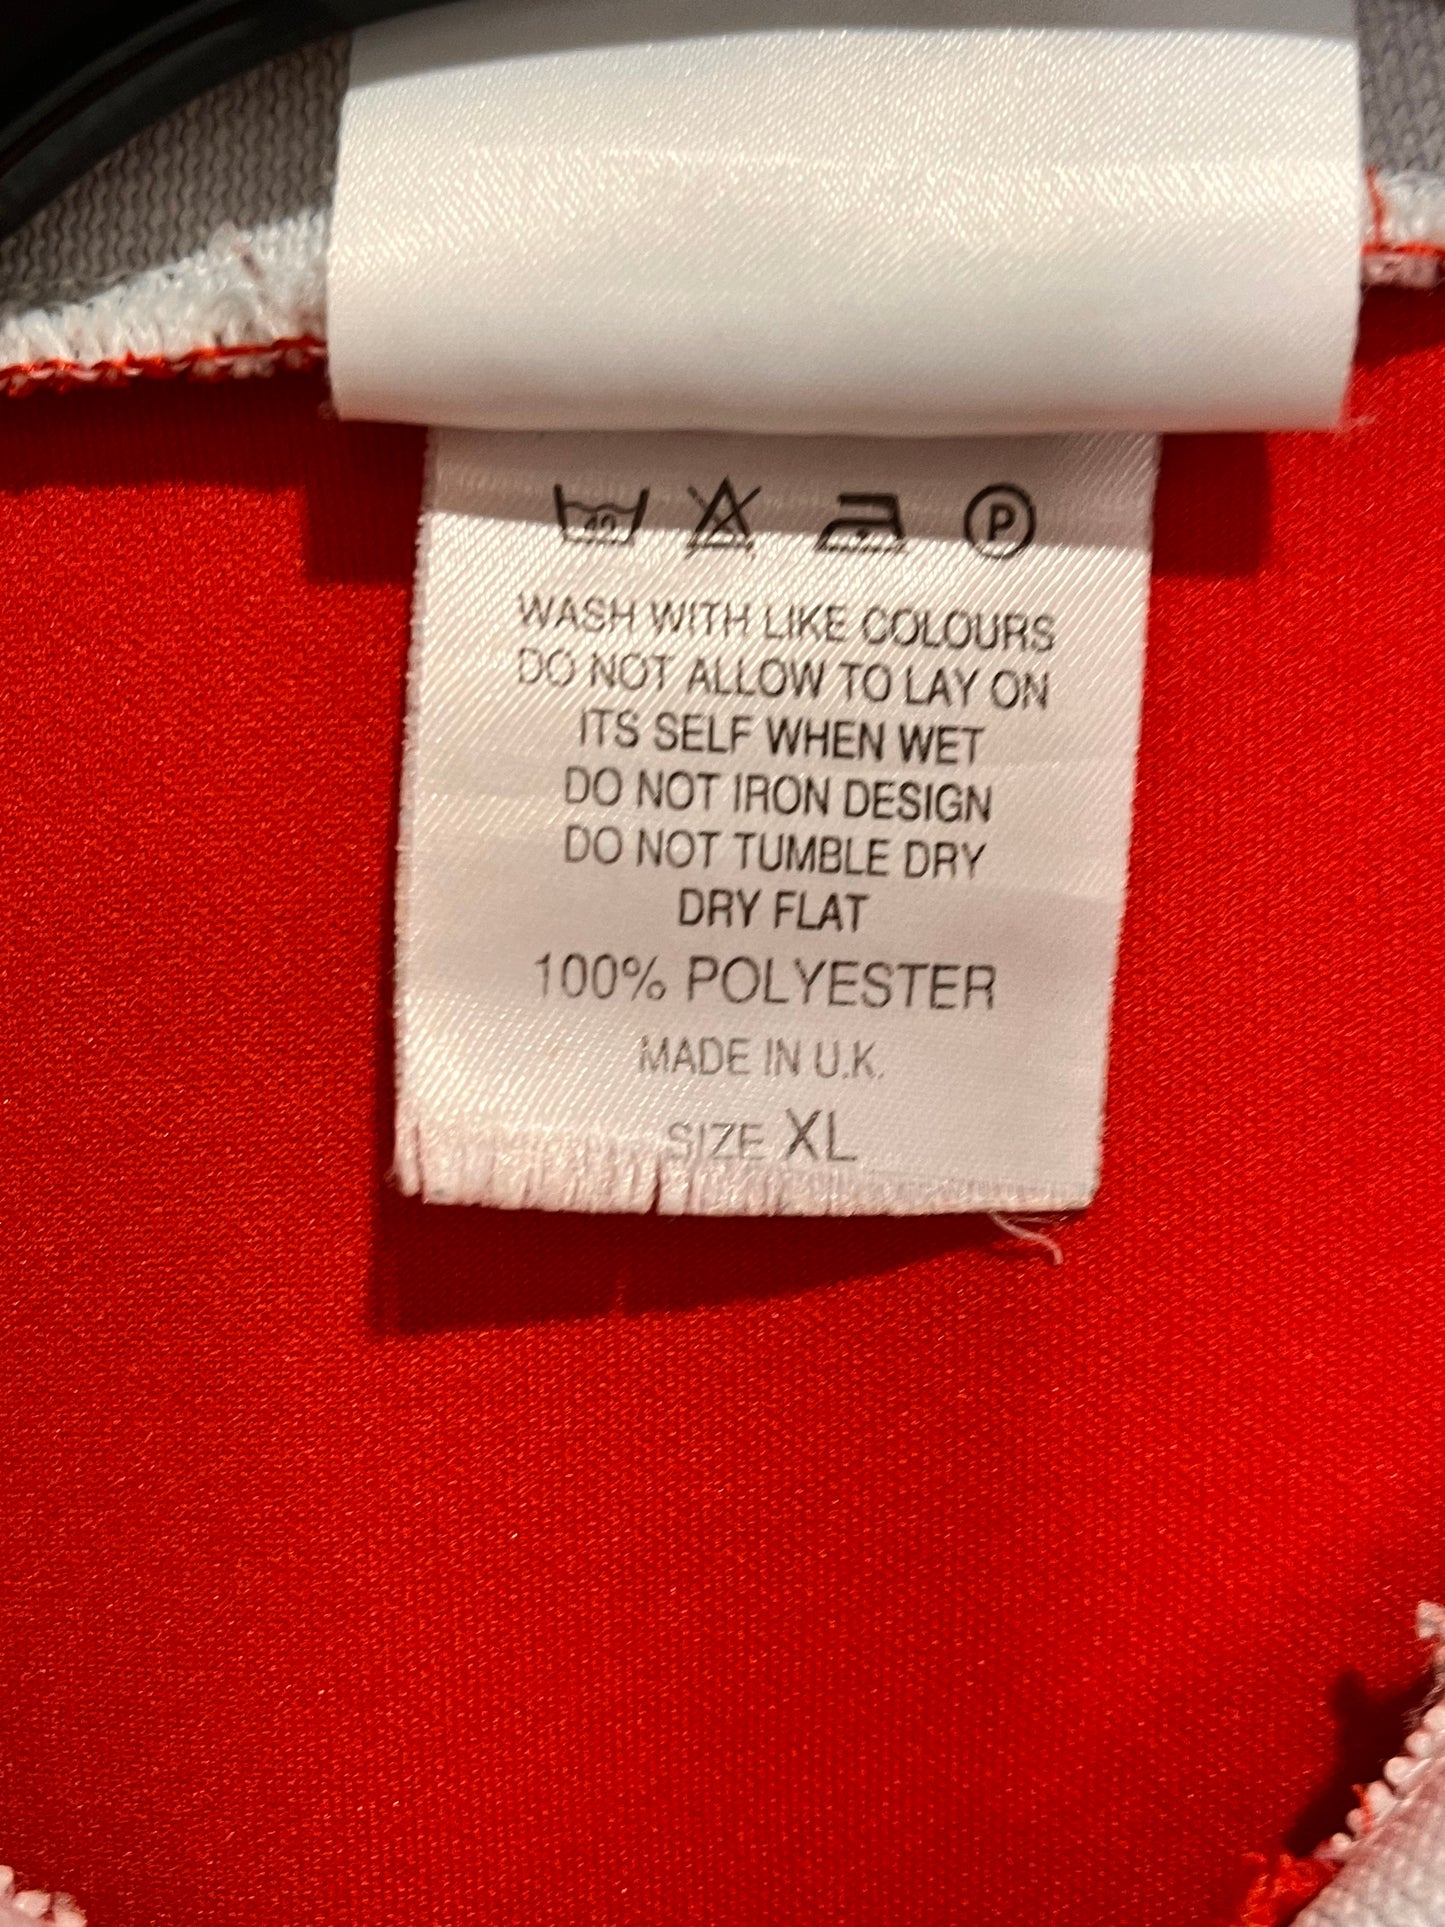 40 P
WASH WITH LIKE COLOURS
DO NOT ALLOW TO LAY ON
ITS SELF WHEN WET
DO NOT IRON DESIGN
DO NOT TUMBLE DRY
DRY FLAT
100% POLYESTER
MADE IN U.K.
SIZE XL